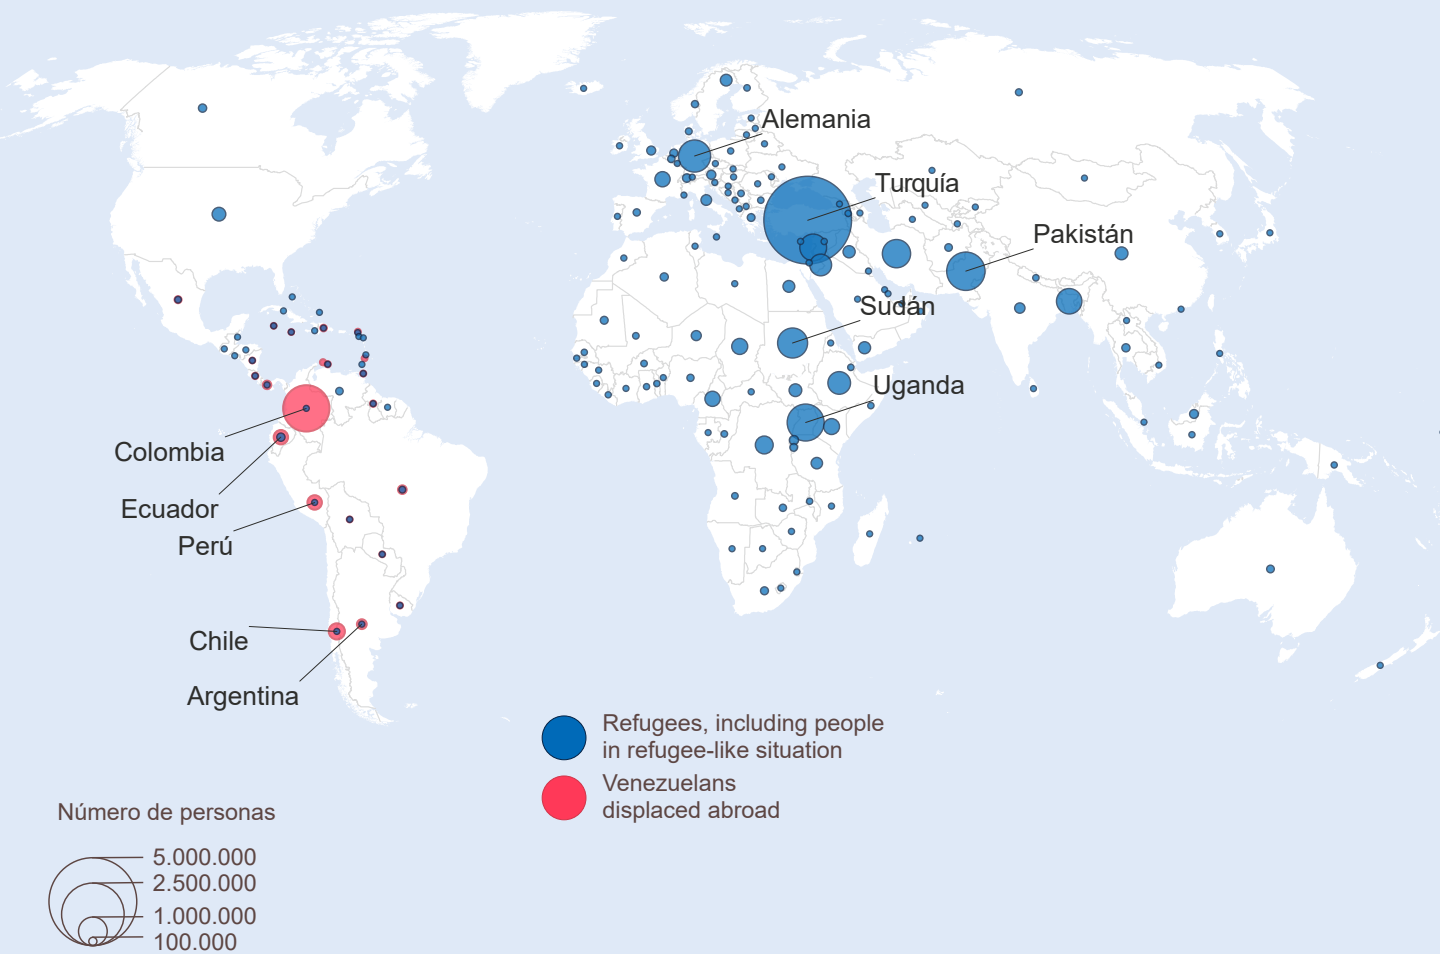 Alemania
Turquía
Pakistán
Sudán
Uganda
Colombia
Ecuador
Perú
Chile
Argentina
Refugees, including people
in refugee-like situation
Venezuelans
displaced abroad
Número de personas
5.000.000
2.500.000
1.000.000
100.000